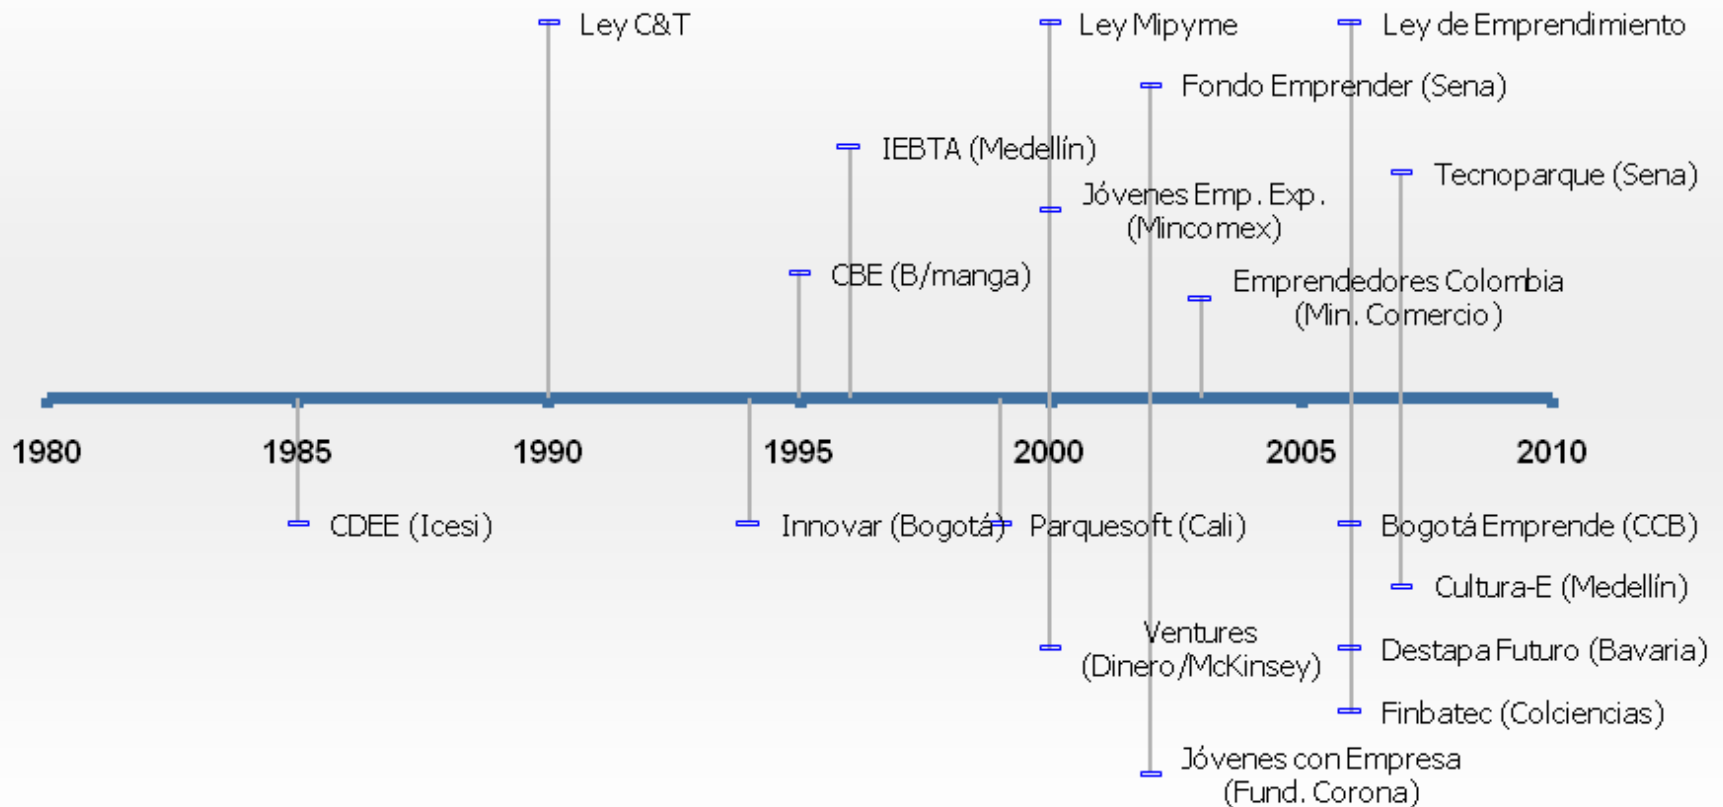 Ley C&T
Ley Mipyme
Ley de Emprendimiento
Fondo Emprender (Sena)
IEBTA (Medellín)
Tecnoparque (Sena)
Jóvenes Emp. Exp.
(Mincomex)
CBE (B/manga)
Emprendedores Colombia
(Min. Comercio)
1980
1985
1990
1995
2000
2005
2010
CDEE (Icesi)
Innovar (Bogotá)
Parquesoft (Cali)
Bogotá Emprende (CCB)
Cultura-E (Medellín)
Ventures
(Dinero/McKinsey)
Destapa Futuro (Bavaria)
Finbatec (Colciencias)
Jóvenes con Empresa
(Fund. Corona)